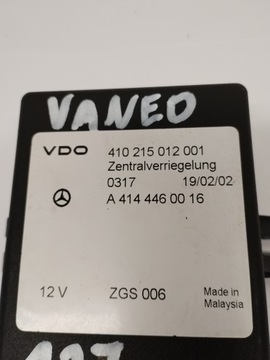 VANEO
VDO 410 215 012 001
Zentralverriegelung
0317 19/02/02
A 414 446 00 16
12 V ZGS 006 Made in
Malaysia